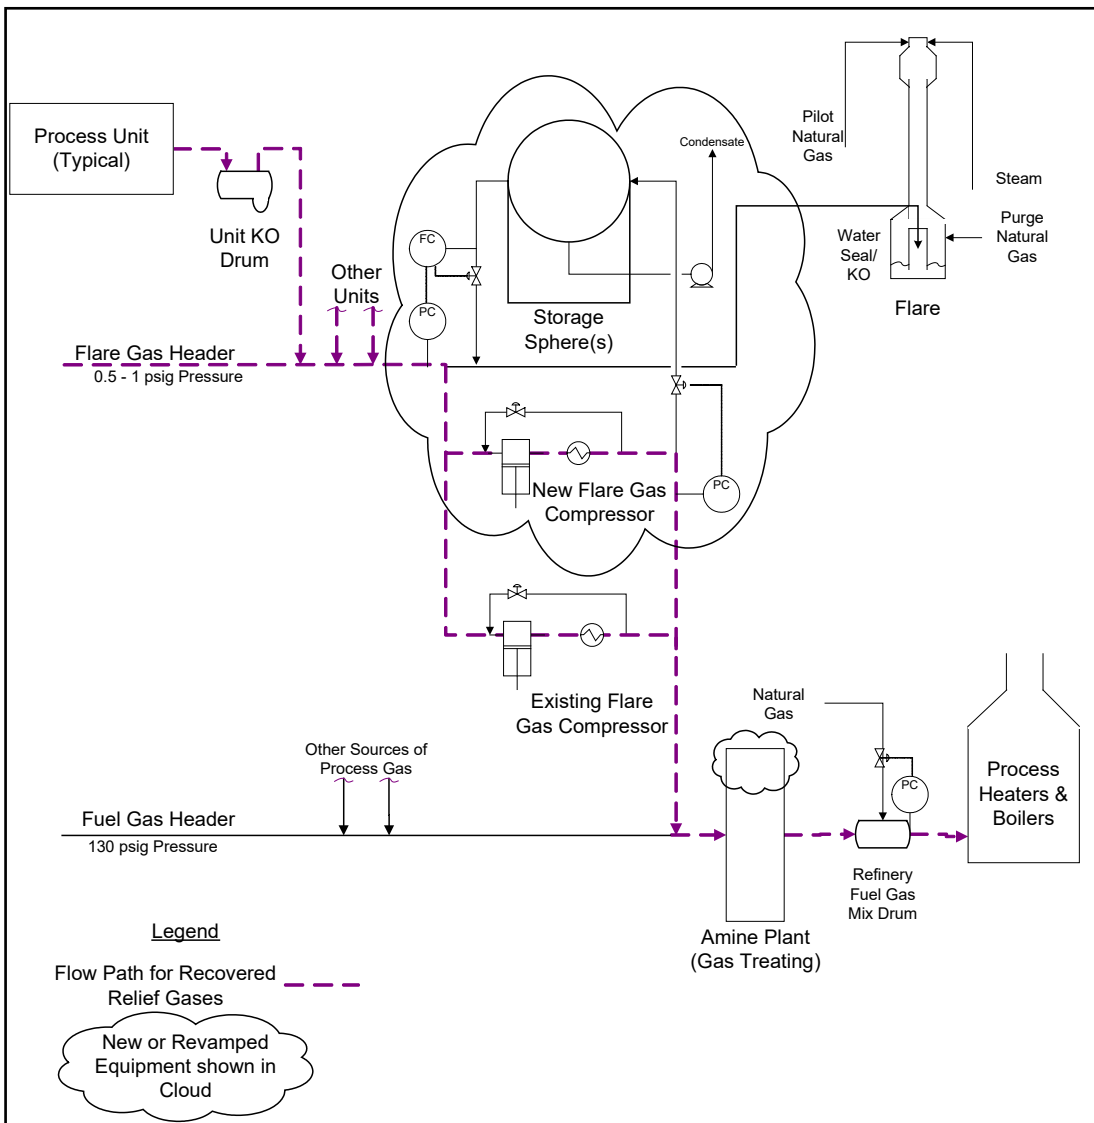 Process Unit
(Typical)
Unit KO
Drum
Other
Units
Flare Gas Header
0.5 - 1 psig Pressure
FC
PC
Storage
Sphere(s)
Condensate
Pilot
Natural
Gas
Steam
Water
Seal/
KO
Purge
Natural
Gas
Flare
New Flare Gas
Compressor
PC
Existing Flare
Gas Compressor
Other Sources of
Process Gas
Fuel Gas Header
130 psig Pressure
Natural
Gas
PC
Process
Heaters &
Boilers
Refinery
Fuel Gas
Mix Drum
Amine Plant
(Gas Treating)
Legend
Flow Path for Recovered
Relief Gases
New or Revamped
Equipment shown in
Cloud